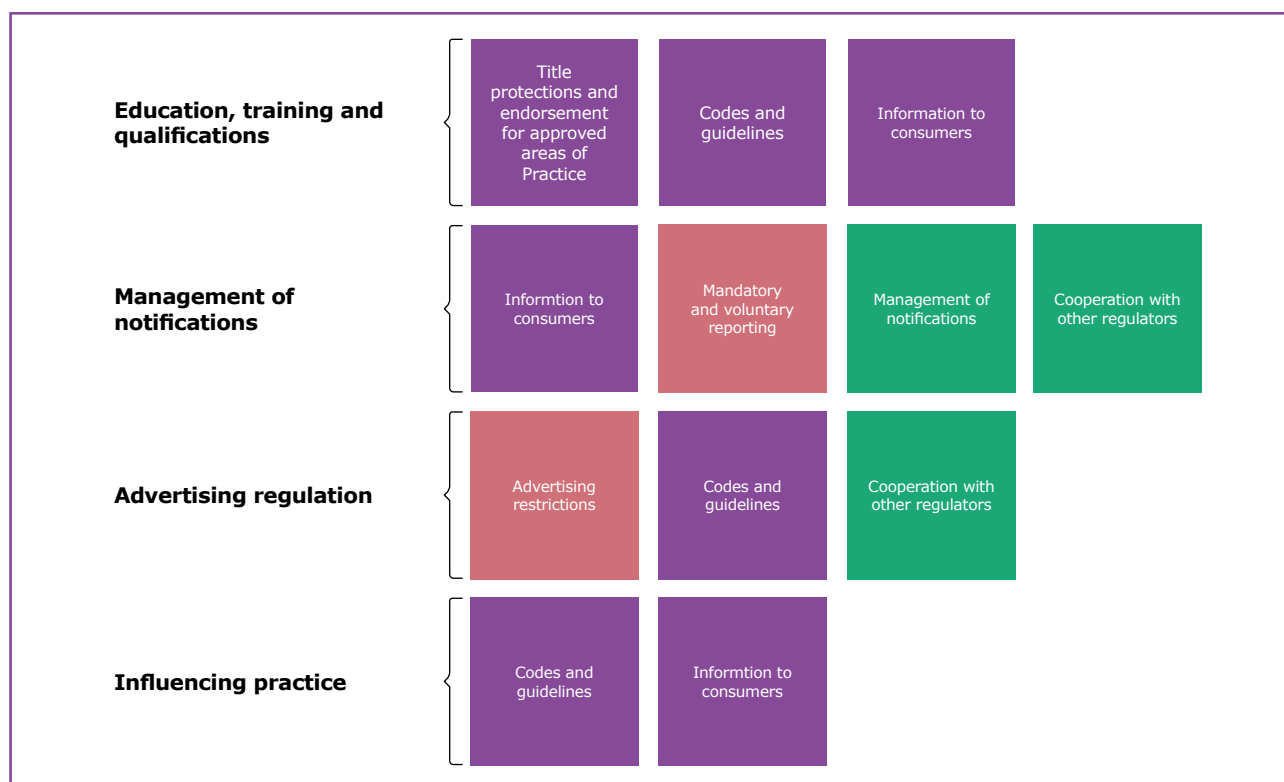 Education, training and
qualifications
Title
protections and
endorsement
for approved
areas of
Practice
Codes and
guidelines
Information to
consumers
Management of
notifications
Informtion to
consumers
Mandatory
and voluntary
reporting
Management of
notifications
Cooperation with
other regulators
Advertising regulation
Advertising
restrictions
Codes and
guidelines
Cooperation with
other regulators
Influencing practice
Codes and
guidelines
Informtion to
consumers